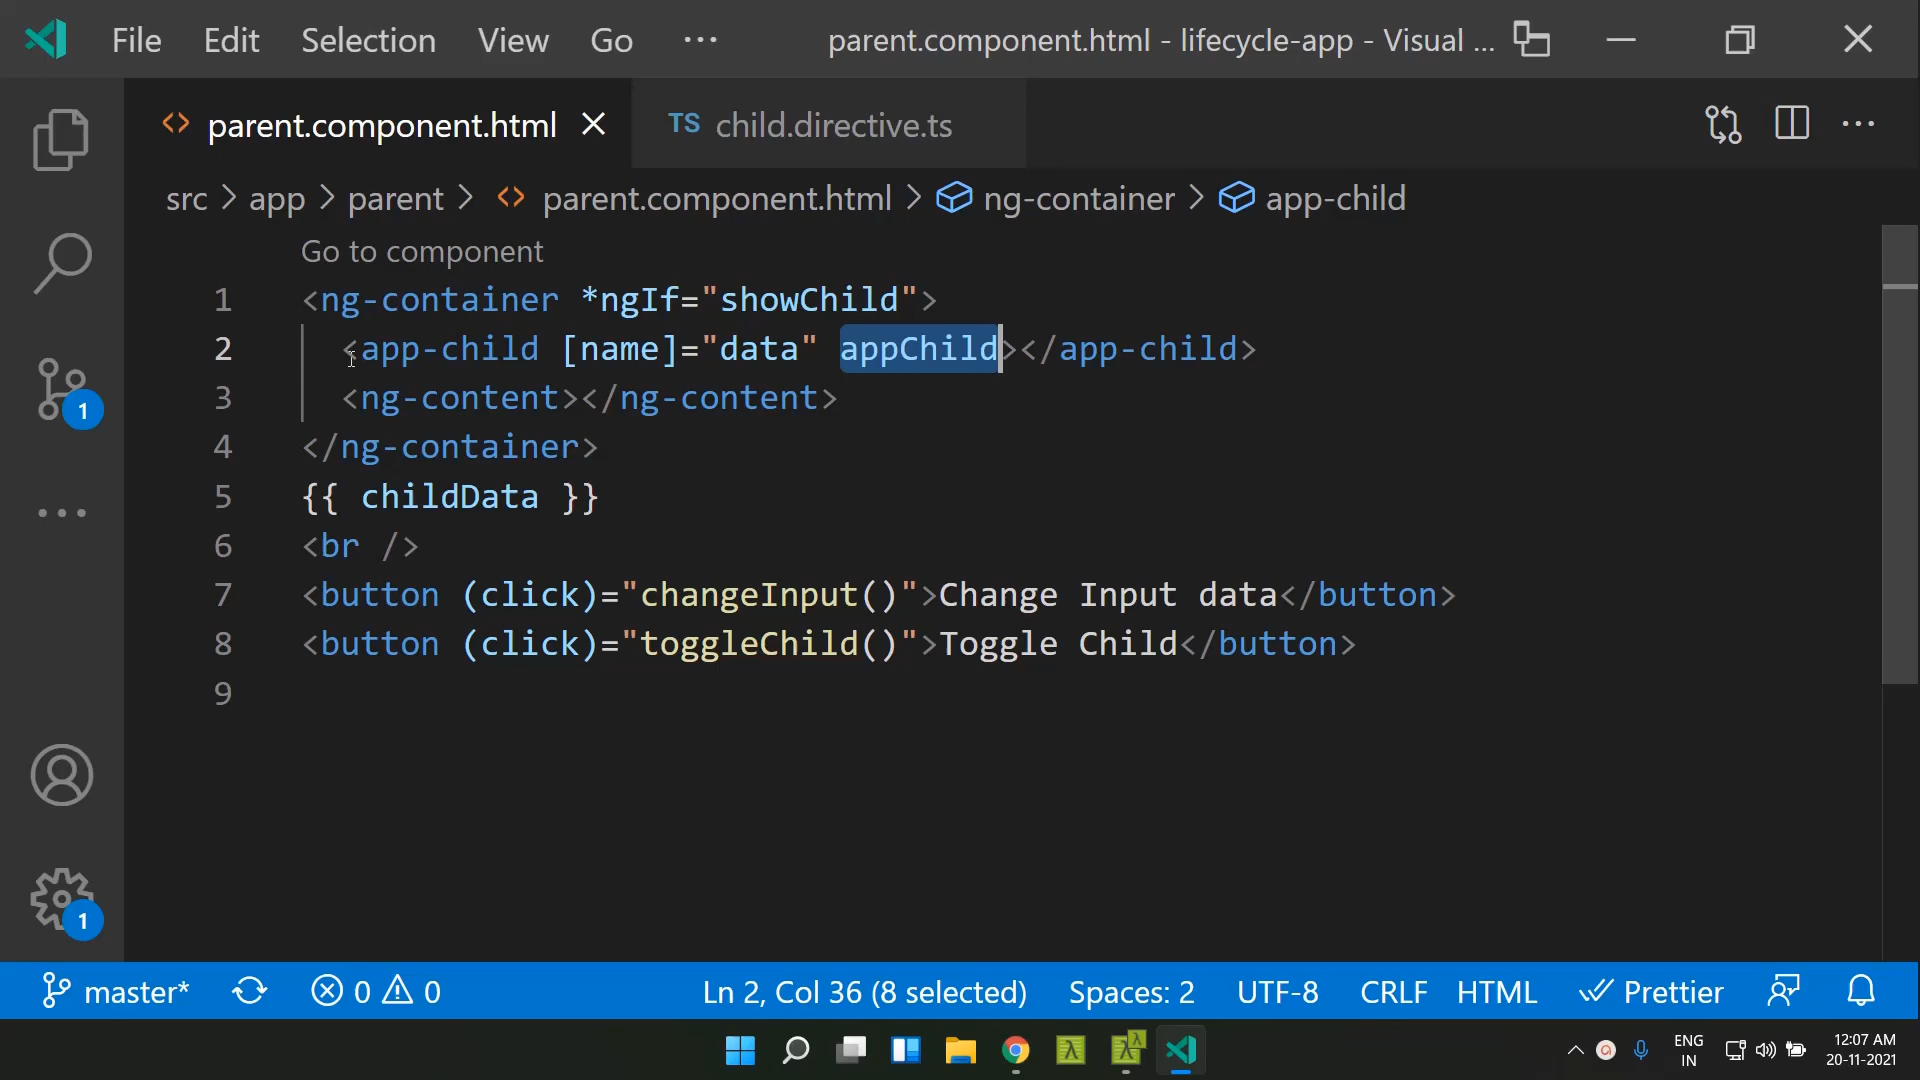 File Edit Selection View Go ··· parent.component.html - lifecycle-app - Visual ...
parent.component.html TS child.directive.ts
src > app > parent > <> parent.component.html > ng-container > app-child
Go to component
1 <ng-container *ngIf="showChild">
2 <app-child [name]="data" appChild></app-child>
3 <ng-content></ng-content>
4 </ng-container>
5 {{ childData }}
6 <br />
7 <button (click)="changeInput()">Change Input data</button>
8 <button (click)="toggleChild()">Toggle Child</button>
9
1
1
master* 0 0 Ln 2, Col 36 (8 selected) Spaces: 2 UTF-8 CRLF HTML Prettier
ENG 12:07 AM
IN 20-11-2021